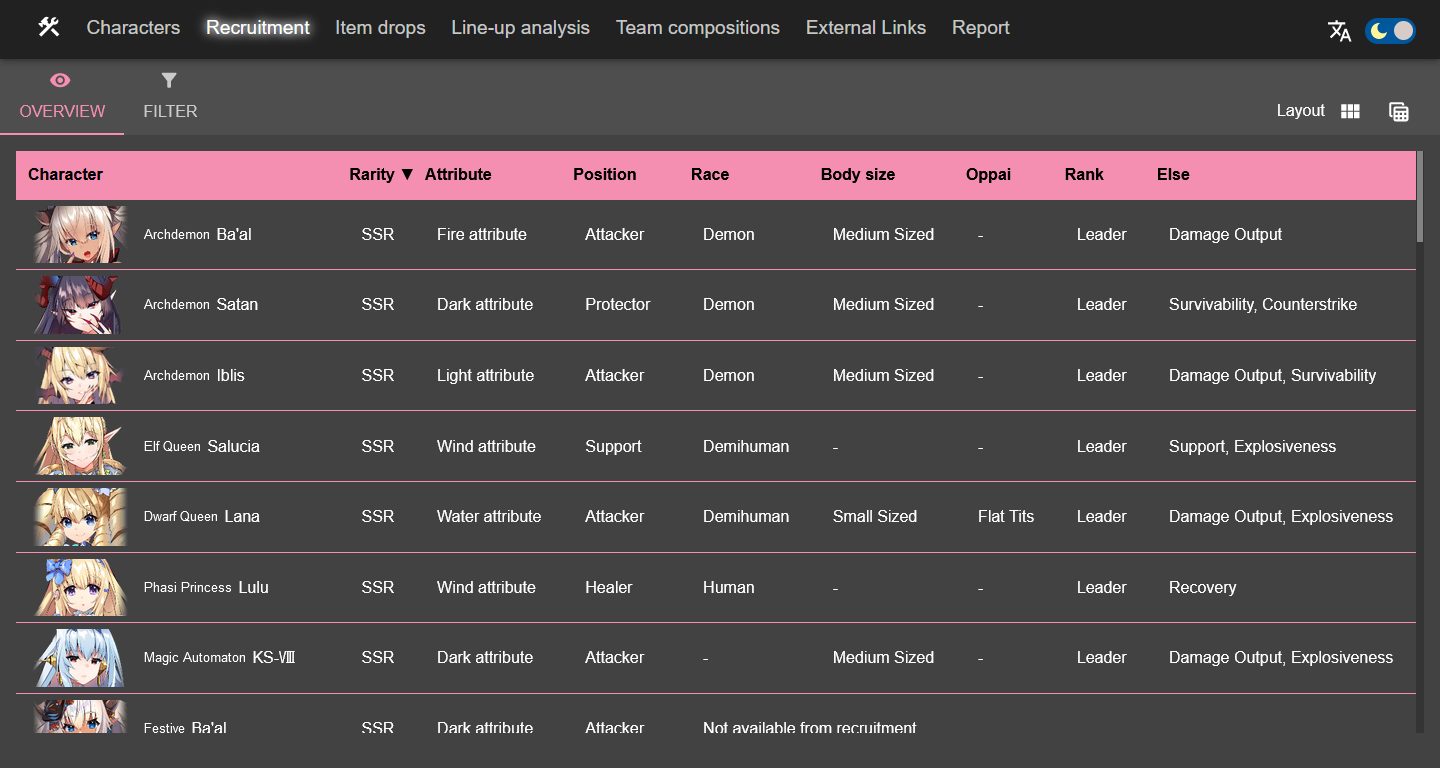 Characters Recruitment Item drops Line-up analysis Team compositions External Links Report
OVERVIEW FILTER Layout
Character Rarity ▼ Attribute Position Race Body size Oppai Rank Else
Archdemon Ba'al SSR Fire attribute Attacker Demon Medium Sized - Leader Damage Output
Archdemon Satan SSR Dark attribute Protector Demon Medium Sized - Leader Survivability, Counterstrike
Archdemon Iblis SSR Light attribute Attacker Demon Medium Sized - Leader Damage Output, Survivability
Elf Queen Salucia SSR Wind attribute Support Demihuman - - Leader Support, Explosiveness
Dwarf Queen Lana SSR Water attribute Attacker Demihuman Small Sized Flat Tits Leader Damage Output, Explosiveness
Phasi Princess Lulu SSR Wind attribute Healer Human - - Leader Recovery
Magic Automaton KS-Ⅷ SSR Dark attribute Attacker - Medium Sized - Leader Damage Output, Explosiveness
Festive Ba'al SSR Dark attribute Attacker Not available from recruitment